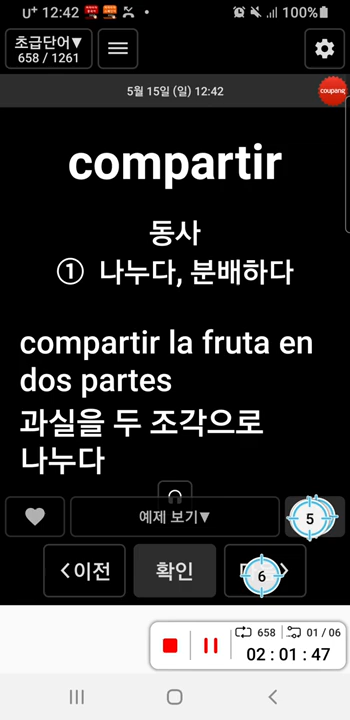 U+ 12:42 100%
초급단어▼
658 / 1261
5월 15일 (일) 12:42
coupang
compartir
동사
① 나누다, 분배하다
compartir la fruta en
dos partes
과실을 두 조각으로
나누다
예제 보기▼
5
<이전
확인
6
>
658 01 / 06
02 : 01 : 47